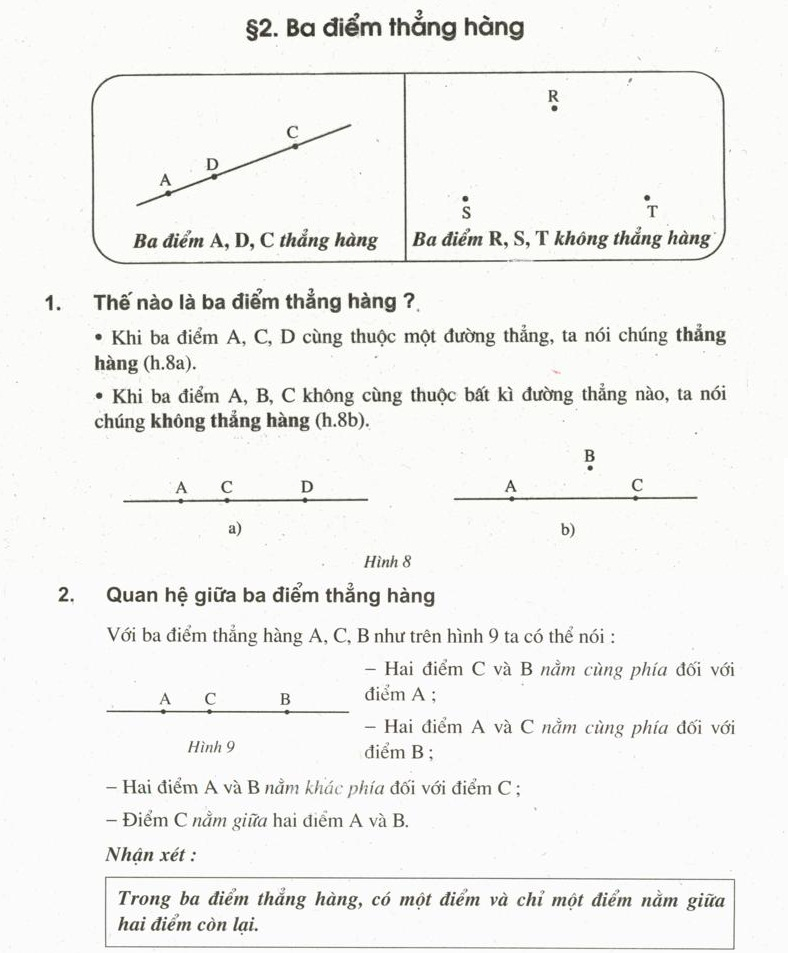 §2. Ba điểm thẳng hàng
C
D
A
Ba điểm A, D, C thẳng hàng
R
S
T
Ba điểm R, S, T không thẳng hàng
1. Thế nào là ba điểm thẳng hàng ?
• Khi ba điểm A, C, D cùng thuộc một đường thẳng, ta nói chúng thẳng
hàng (h.8a).
• Khi ba điểm A, B, C không cùng thuộc bất kì đường thẳng nào, ta nói
chúng không thẳng hàng (h.8b).
A C D
a)
B
A C
b)
Hình 8
2. Quan hệ giữa ba điểm thẳng hàng
Với ba điểm thẳng hàng A, C, B như trên hình 9 ta có thể nói :
A C B
Hình 9
– Hai điểm C và B nằm cùng phía đối với
điểm A ;
– Hai điểm A và C nằm cùng phía đối với
điểm B ;
– Hai điểm A và B nằm khác phía đối với điểm C ;
– Điểm C nằm giữa hai điểm A và B.
Nhận xét :
Trong ba điểm thẳng hàng, có một điểm và chỉ một điểm nằm giữa
hai điểm còn lại.